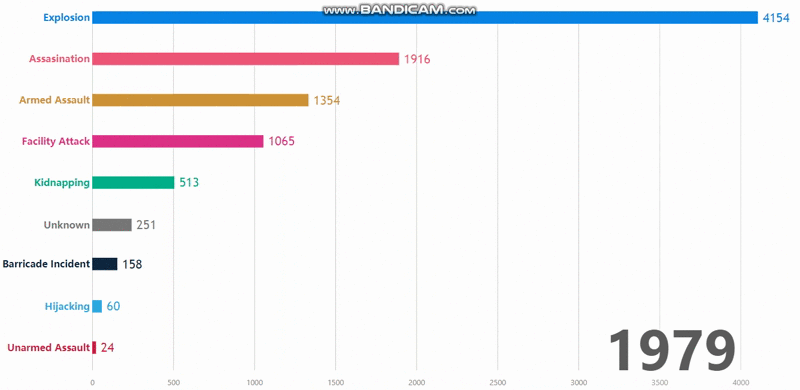 www.BANDICAM.com
Explosion 4154
Assasination 1916
Armed Assault 1354
Facility Attack 1065
Kidnapping 513
Unknown 251
Barricade Incident 158
Hijacking 60
Unarmed Assault 24
1979
0 500 1000 1500 2000 2500 3000 3500 4000